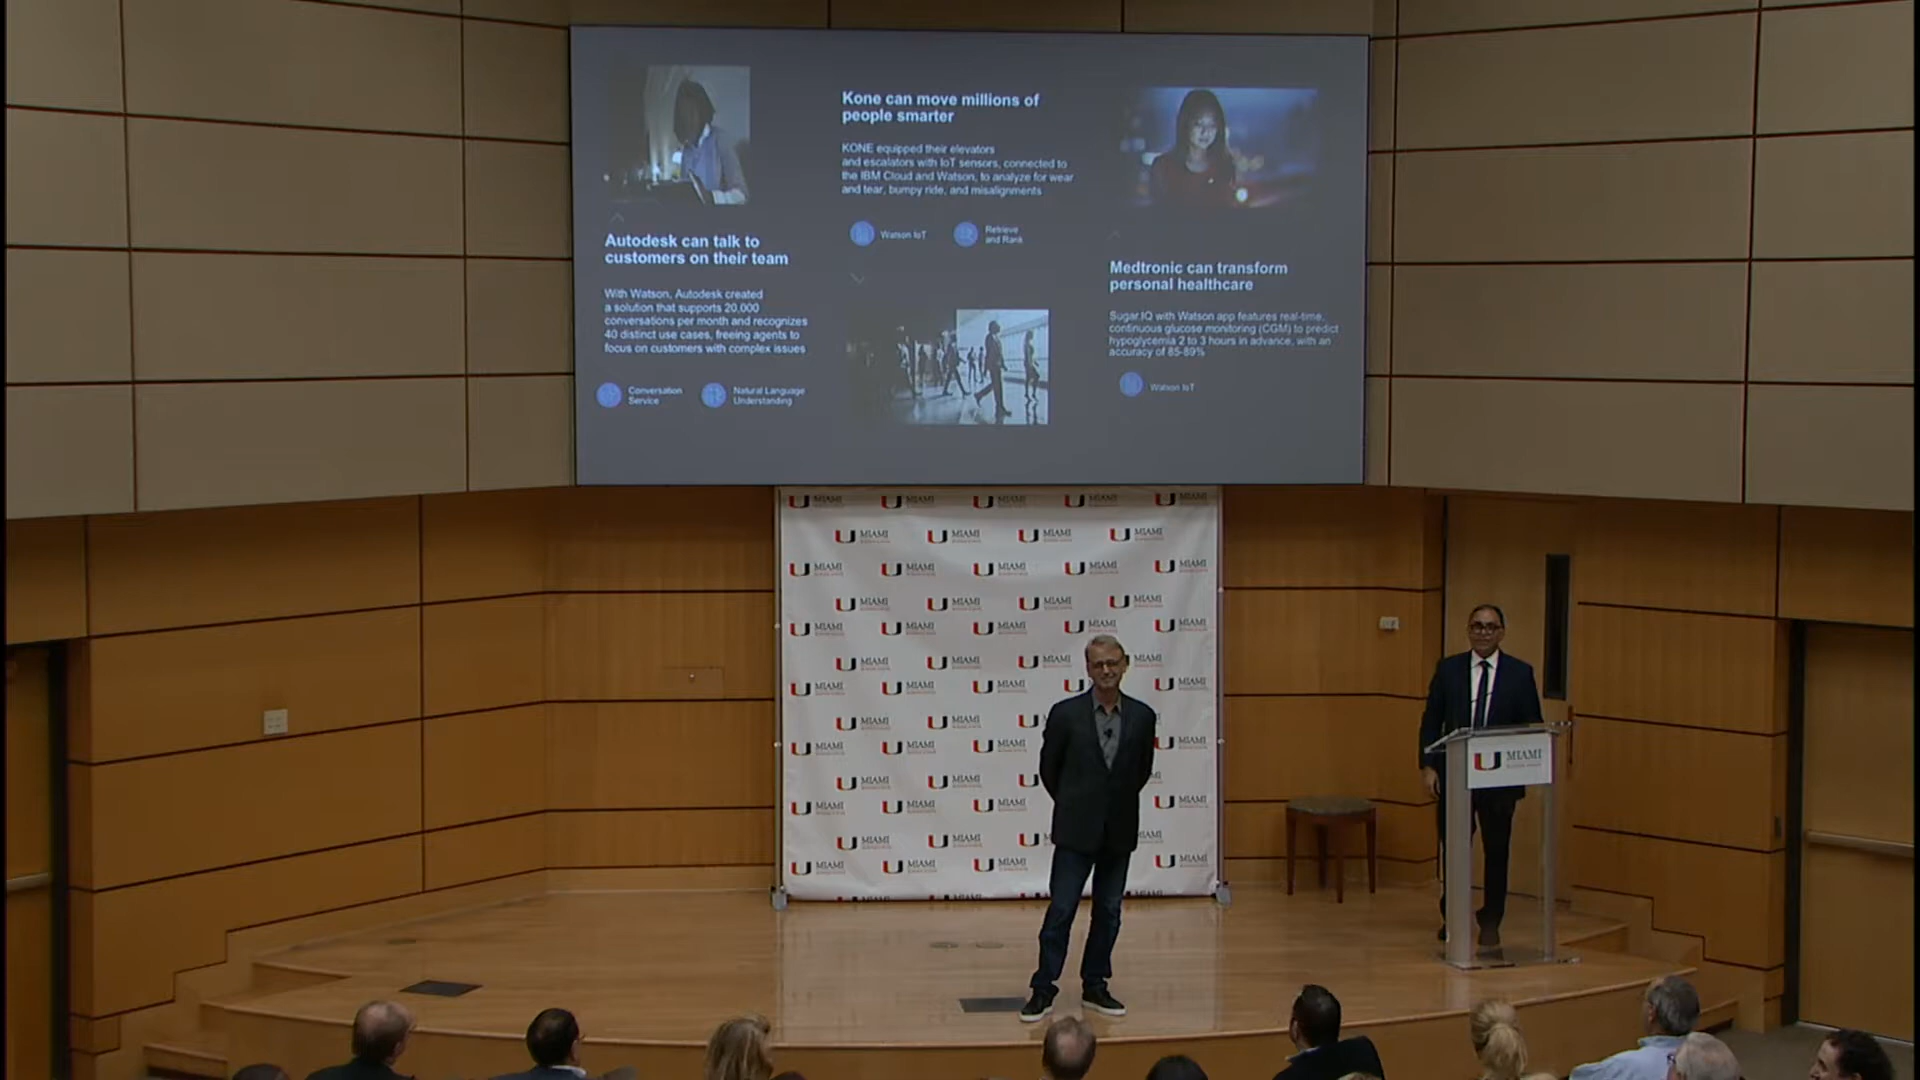 Autodesk can talk to
customers on their team
With Watson, Autodesk created
a solution that supports 20,000
conversations per month and recognizes
40 distinct use cases, freeing agents to
focus on customers with complex issues
Conversation
Service
Natural Language
Understanding
Kone can move millions of
people smarter
KONE equipped their elevators
and escalators with IoT sensors, connected to
the IBM Cloud and Watson, to analyze for wear
and tear, bumpy ride, and misalignments
Watson IoT
Retrieve
and Rank
Medtronic can transform
personal healthcare
Sugar.IQ with Watson app features real-time,
continuous glucose monitoring (CGM) to predict
hypoglycemia 2 to 3 hours in advance, with an
accuracy of 85-89%
Watson IoT
U MIAMI
U MIAMI